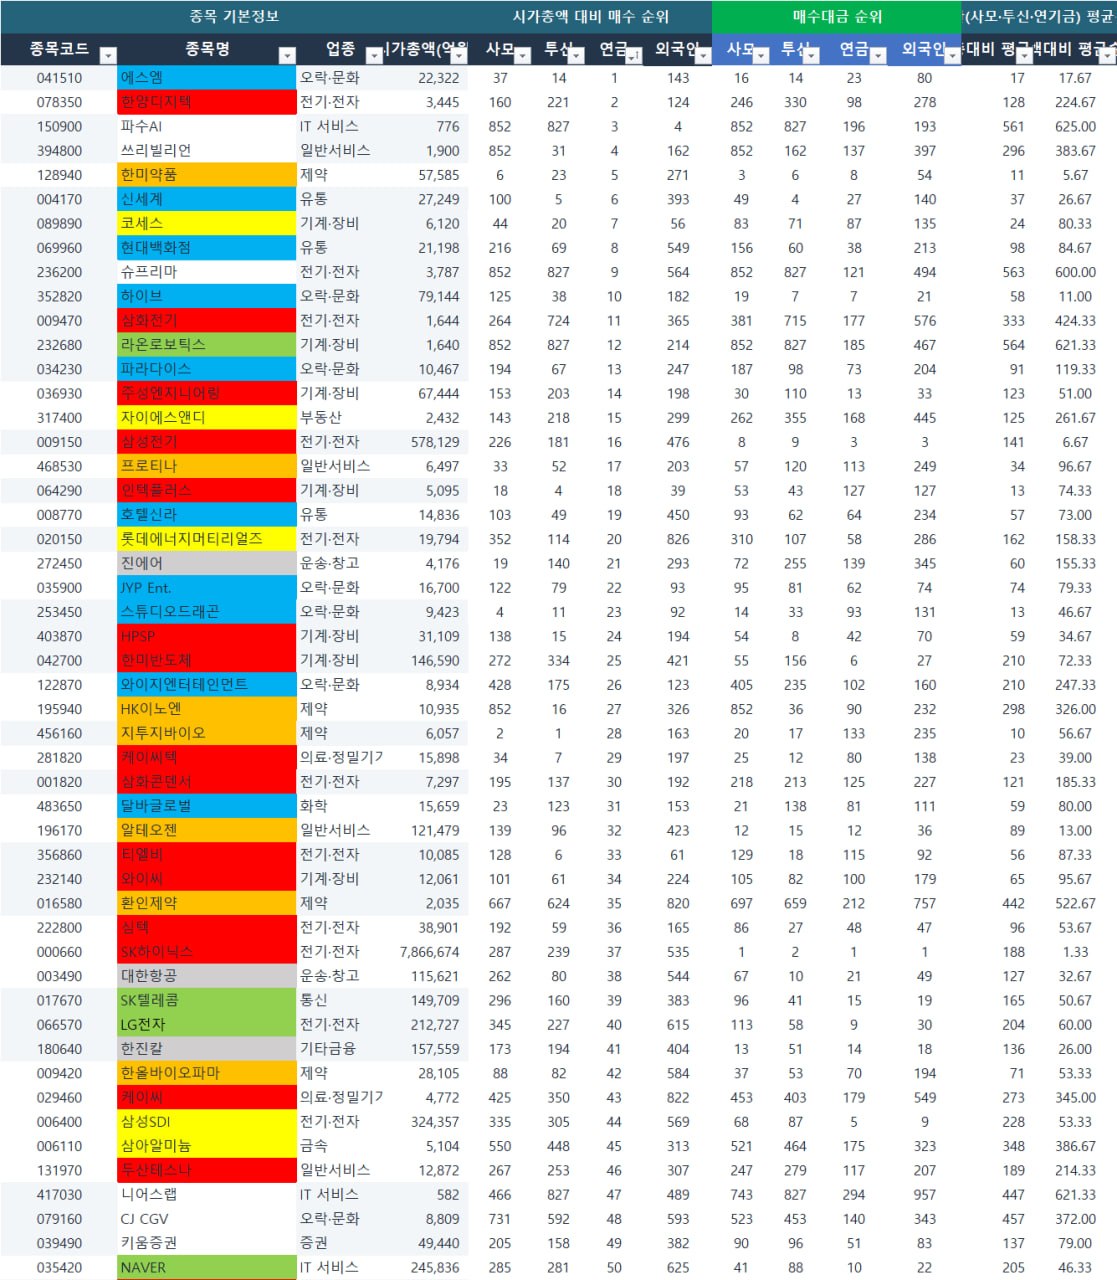 종목 기본정보 시가총액 대비 매수 순위 매수대금 순위 (사모·투신·연기금) 평균
종목코드 종목명 업종 사모 투신 연금 외국인 사모 투신 연금 외국인 대비 평균 대비 평균
041510 에스엠 오락·문화 22,322 37 14 1 143 16 14 23 80 17 17.67
078350 한양디지텍 전기·전자 3,445 160 221 2 124 246 330 98 278 128 224.67
150900 파수AI IT 서비스 776 852 827 3 4 852 827 196 193 561 625.00
394800 쓰리빌리언 일반서비스 1,900 852 31 4 162 852 162 137 397 296 383.67
128940 한미약품 제약 57,585 6 23 5 271 3 6 8 54 11 5.67
004170 신세계 유통 27,249 100 5 6 393 49 4 27 140 37 26.67
089890 코세스 기계·장비 6,120 44 20 7 56 83 71 87 135 24 80.33
069960 현대백화점 유통 21,198 216 69 8 549 156 60 38 213 98 84.67
236200 슈프리마 전기·전자 3,787 852 827 9 564 852 827 121 494 563 600.00
352820 하이브 오락·문화 79,144 125 38 10 182 19 7 7 21 58 11.00
009470 삼화전기 전기·전자 1,644 264 724 11 365 381 715 177 576 333 424.33
232680 라온로보틱스 기계·장비 1,640 852 827 12 214 852 827 185 467 564 621.33
034230 파라다이스 오락·문화 10,467 194 67 13 247 187 98 73 204 91 119.33
036930 주성엔지니어링 기계·장비 67,444 153 203 14 198 30 110 13 33 123 51.00
317400 자이에스앤디 부동산 2,432 143 218 15 299 262 355 168 445 125 261.67
009150 삼성전기 전기·전자 578,129 226 181 16 476 8 9 3 3 141 6.67
468530 프로티나 일반서비스 6,497 33 52 17 203 57 120 113 249 34 96.67
064290 인텍플러스 기계·장비 5,095 18 4 18 39 53 43 127 127 13 74.33
008770 호텔신라 유통 14,836 103 49 19 450 93 62 64 234 57 73.00
020150 롯데에너지머티리얼즈 전기·전자 19,794 352 114 20 826 310 107 58 286 162 158.33
272450 진에어 운송·창고 4,176 19 140 21 293 72 255 139 345 60 155.33
035900 JYP Ent. 오락·문화 16,700 122 79 22 93 95 81 62 74 74 79.33
253450 스튜디오드래곤 오락·문화 9,423 4 11 23 92 14 33 93 131 13 46.67
403870 HPSP 기계·장비 31,109 138 15 24 194 54 8 42 70 59 34.67
042700 한미반도체 기계·장비 146,590 272 334 25 421 55 156 6 27 210 72.33
122870 와이지엔터테인먼트 오락·문화 8,934 428 175 26 123 405 235 102 160 210 247.33
195940 HK이노엔 제약 10,935 852 16 27 326 852 36 90 232 298 326.00
456160 지투지바이오 제약 6,057 2 1 28 163 20 17 133 235 10 56.67
281820 케이씨텍 의료·정밀기기 15,898 34 7 29 197 25 12 80 138 23 39.00
001820 삼화콘덴서 전기·전자 7,297 195 137 30 192 218 213 125 227 121 185.33
483650 달바글로벌 화학 15,659 23 123 31 153 21 138 81 111 59 80.00
196170 알테오젠 일반서비스 121,479 139 96 32 423 12 15 12 36 89 13.00
356860 티엘비 전기·전자 10,085 128 6 33 61 129 18 115 92 56 87.33
232140 와이씨 기계·장비 12,061 101 61 34 224 105 82 100 179 65 95.67
016580 환인제약 제약 2,035 667 624 35 820 697 659 212 757 442 522.67
222800 심텍 전기·전자 38,901 192 59 36 165 86 27 48 47 96 53.67
000660 SK하이닉스 전기·전자 7,866,674 287 239 37 535 1 2 1 1 188 1.33
003490 대한항공 운송·창고 115,621 262 80 38 544 67 10 21 49 127 32.67
017670 SK텔레콤 통신 149,709 296 160 39 383 96 41 15 19 165 50.67
066570 LG전자 전기·전자 212,727 345 227 40 615 113 58 9 30 204 60.00
180640 한진칼 기타금융 157,559 173 194 41 404 13 51 14 18 136 26.00
009420 한올바이오파마 제약 28,105 88 82 42 584 37 53 70 194 71 53.33
029460 케이씨 의료·정밀기기 4,772 425 350 43 822 453 403 179 549 273 345.00
006400 삼성SDI 전기·전자 324,357 335 305 44 569 68 87 5 9 228 53.33
006110 삼아알미늄 금속 5,104 550 448 45 313 521 464 175 323 348 386.67
131970 두산테스나 일반서비스 12,872 267 253 46 307 247 279 117 207 189 214.33
417030 니어스랩 IT 서비스 582 466 827 47 489 743 827 294 957 447 621.33
079160 CJ CGV 오락·문화 8,809 731 592 48 593 523 453 140 343 457 372.00
039490 키움증권 증권 49,440 205 158 49 382 90 96 51 83 137 79.00
035420 NAVER IT 서비스 245,836 285 281 50 625 41 88 10 22 205 46.33